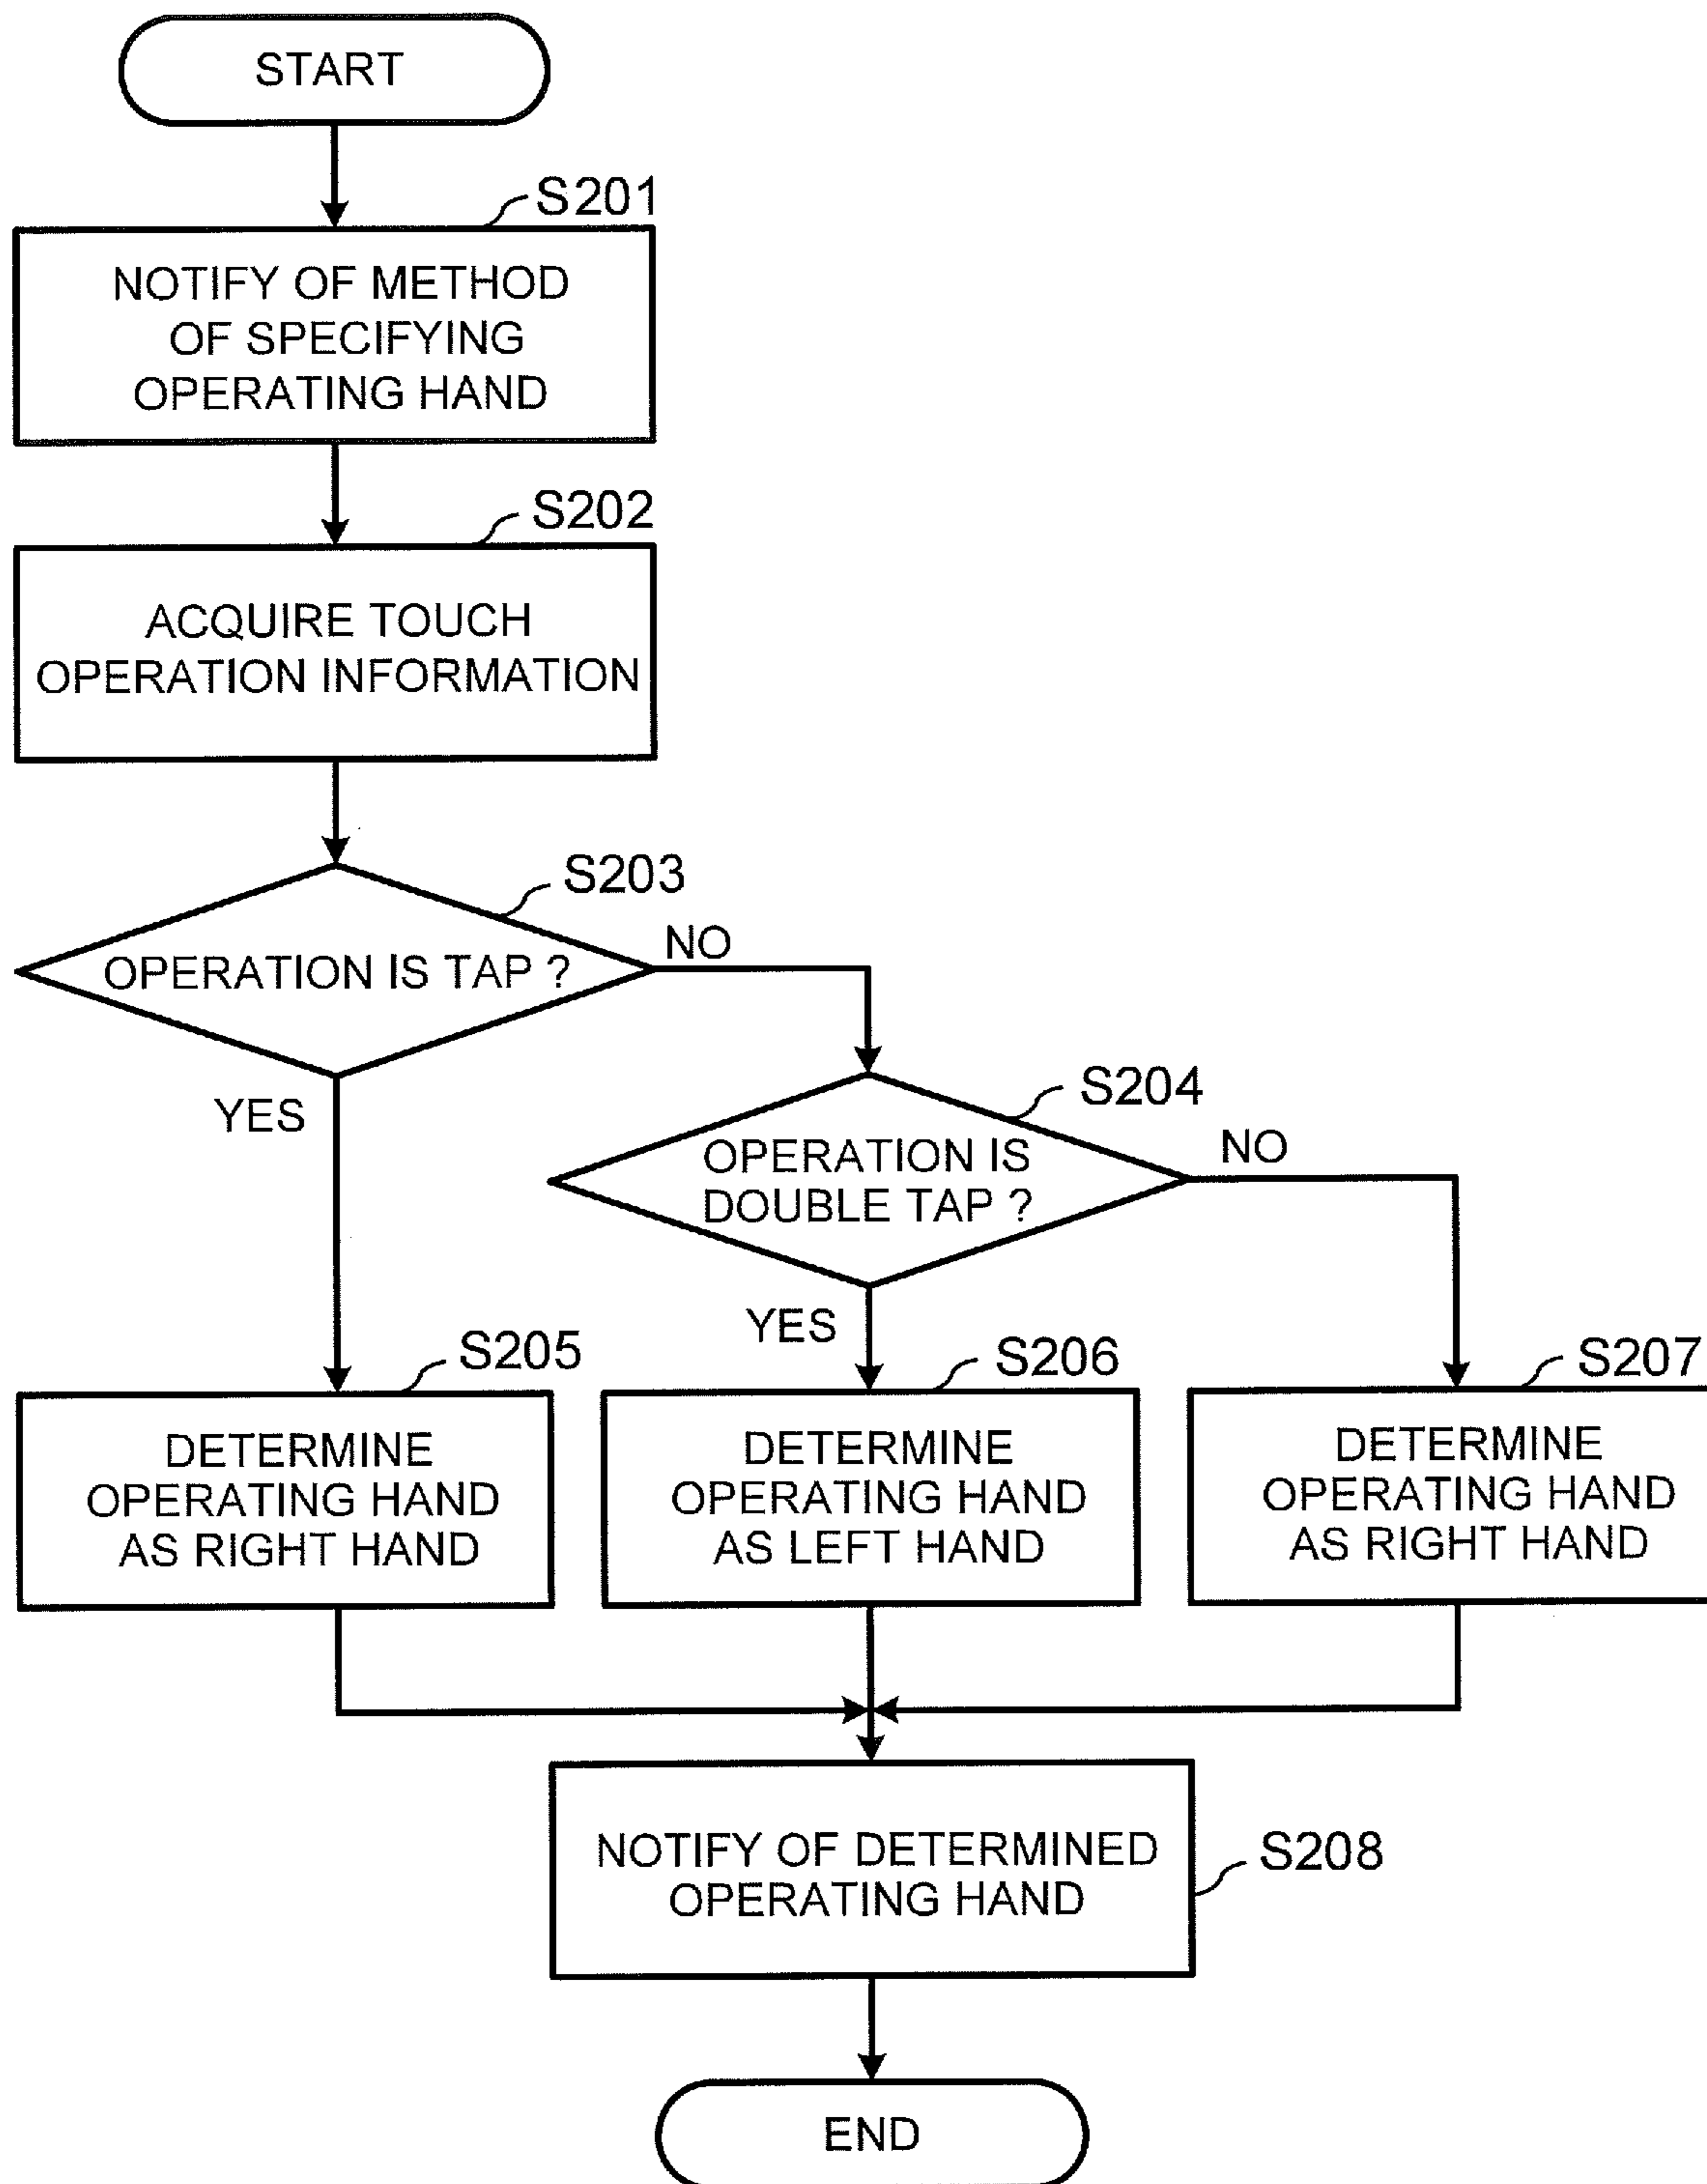 START
S201
NOTIFY OF METHOD
OF SPECIFYING
OPERATING HAND
S202
ACQUIRE TOUCH
OPERATION INFORMATION
S203
OPERATION IS TAP ?
NO
YES
S204
OPERATION IS
DOUBLE TAP ?
NO
YES
S205
DETERMINE
OPERATING HAND
AS RIGHT HAND
S206
DETERMINE
OPERATING HAND
AS LEFT HAND
S207
DETERMINE
OPERATING HAND
AS RIGHT HAND
NOTIFY OF DETERMINED
OPERATING HAND
S208
END